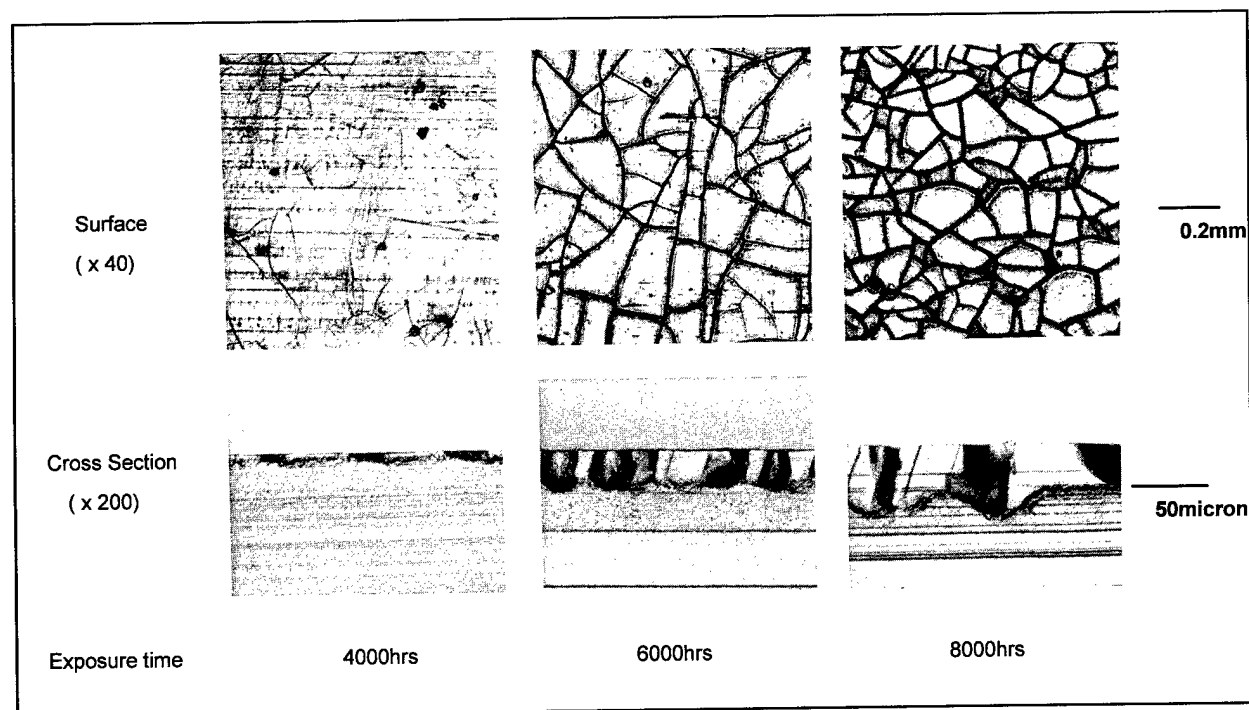 Surface
( x 40)
0.2mm
Cross Section
( x 200)
50micron
Exposure time
4000hrs
6000hrs
8000hrs